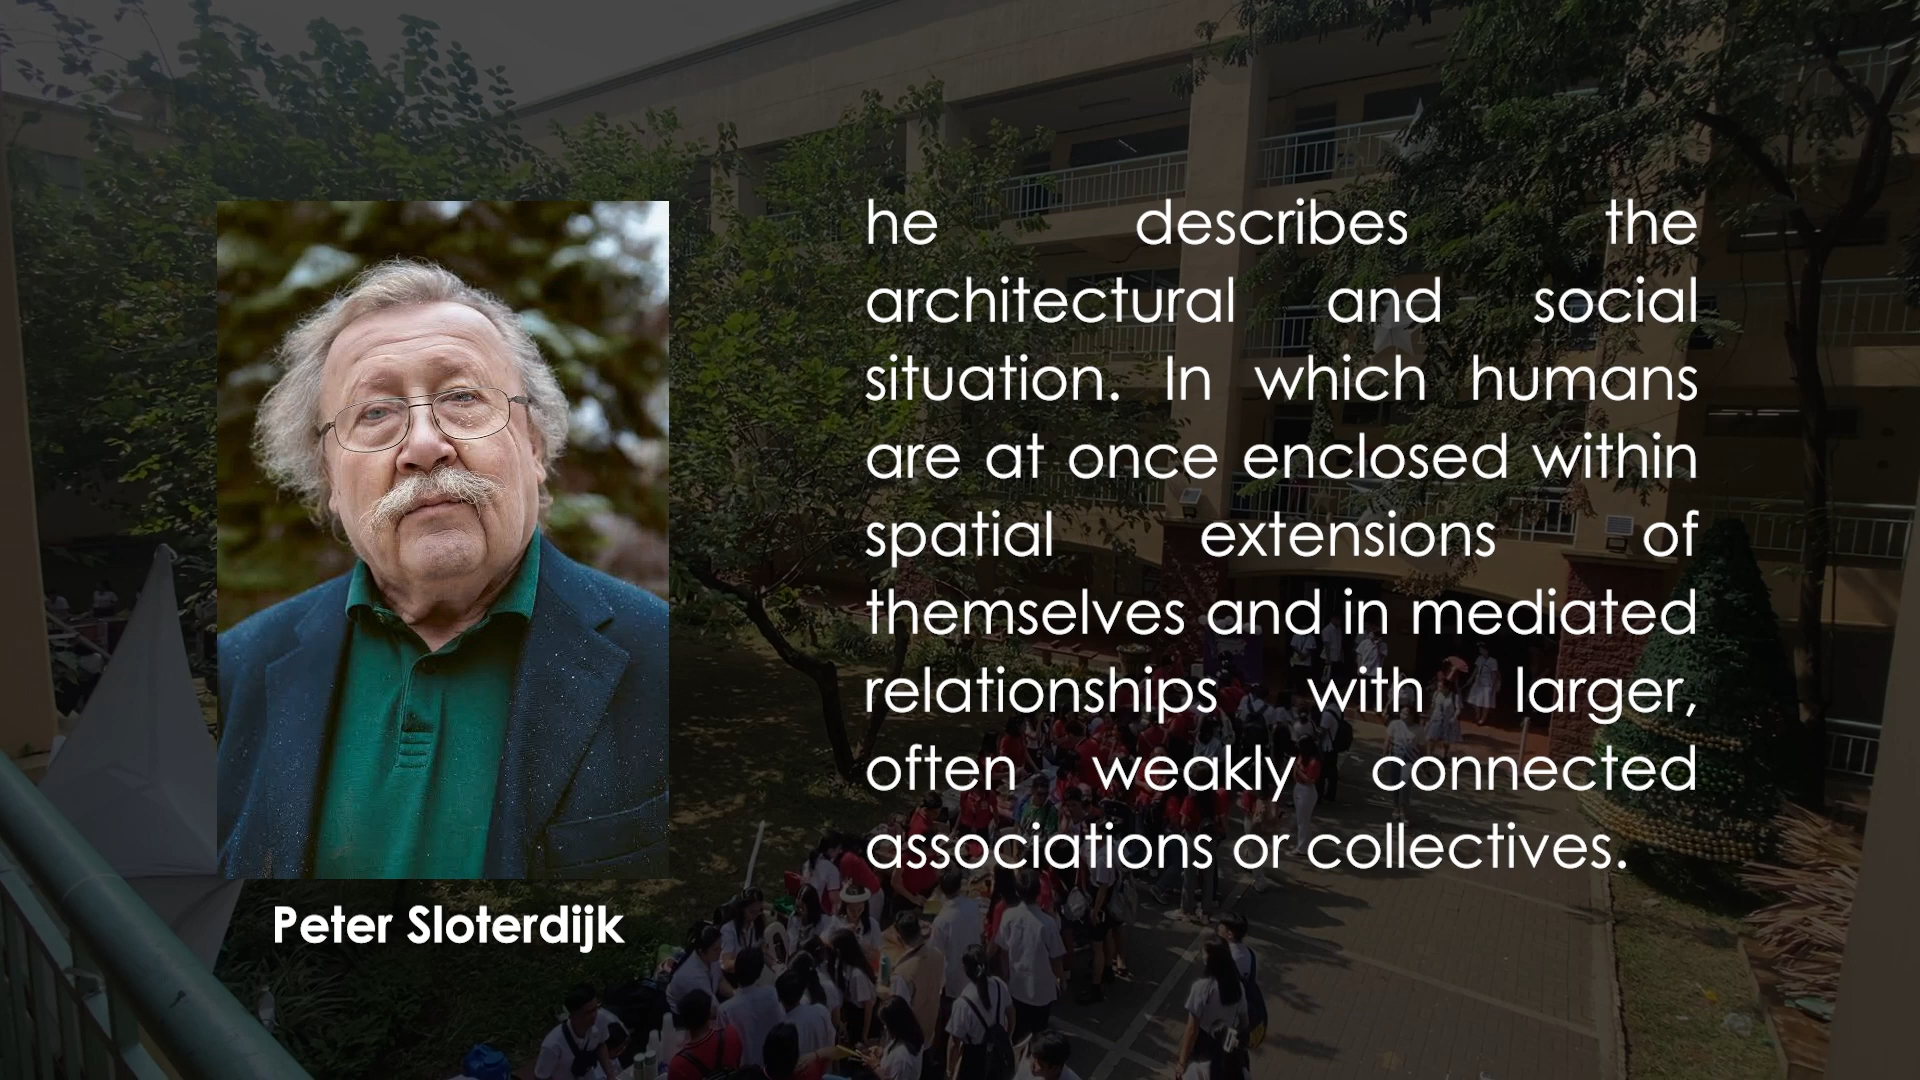 he describes the
architectural and social
situation. In which humans
are at once enclosed within
spatial extensions of
themselves and in mediated
relationships with larger,
often weakly connected
associations or collectives.
Peter Sloterdijk